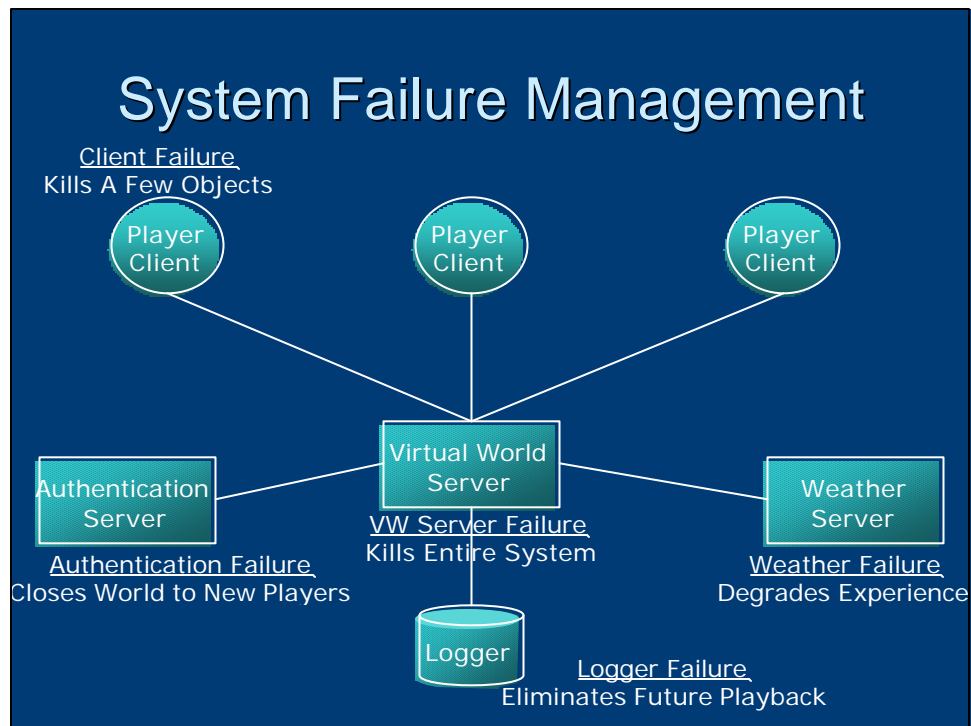 System Failure Management
Client Failure
Kills A Few Objects
Player
Client
Player
Client
Player
Client
Virtual World
Server
Authentication
Server
Weather
Server
VW Server Failure
Kills Entire System
Authentication Failure
Closes World to New Players
Weather Failure
Degrades Experience
Logger
Logger Failure
Eliminates Future Playback